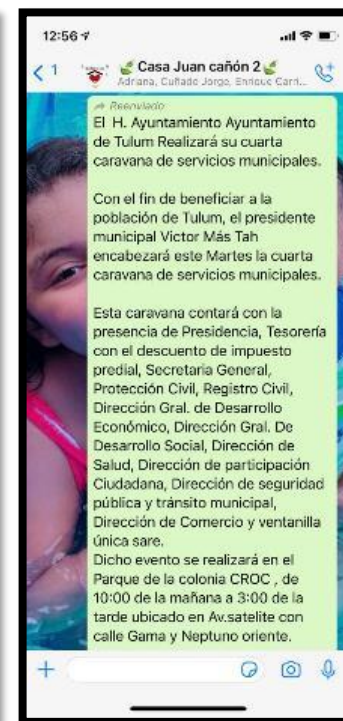 12:56
1
Casa Juan cañón 2
Adriana, Cuñado Jorge, Enrique Carri...
Reenviado
El H. Ayuntamiento Ayuntamiento
de Tulum Realizará su cuarta
caravana de servicios municipales.
Con el fin de beneficiar a la
población de Tulum, el presidente
municipal Victor Más Tah
encabezará este Martes la cuarta
caravana de servicios municipales.
Esta caravana contará con la
presencia de Presidencia, Tesorería
con el descuento de impuesto
predial, Secretaria General,
Protección Civil, Registro Civil,
Dirección Gral. de Desarrollo
Económico, Dirección Gral. De
Desarrollo Social, Dirección de
Salud, Dirección de participación
Ciudadana, Dirección de seguridad
pública y tránsito municipal,
Dirección de Comercio y ventanilla
única sare.
Dicho evento se realizará en el
Parque de la colonia CROC , de
10:00 de la mañana a 3:00 de la
tarde ubicado en Av.satelite con
calle Gama y Neptuno oriente.